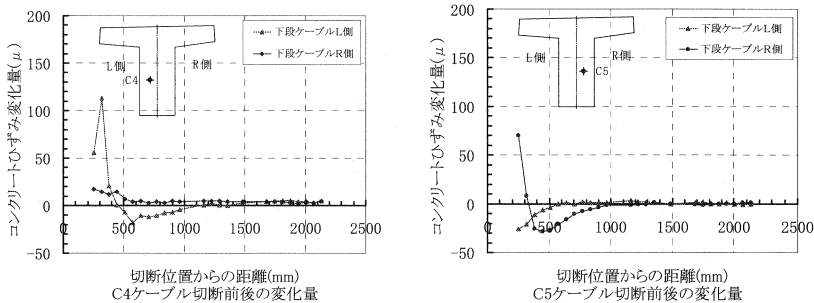 コンクリートひずみ変化量(μ)
200
150
100
50
0
-50
0
500
1000
1500
2000
2500
下段ケーブルL側
下段ケーブルR側
L側
R側
C4
切断位置からの距離(mm)
C4ケーブル切断前後の変化量
コンクリートひずみ変化量(μ)
200
150
100
50
0
-50
0
500
1000
1500
2000
2500
下段ケーブルL側
下段ケーブルR側
L側
R側
C5
切断位置からの距離(mm)
C5ケーブル切断前後の変化量